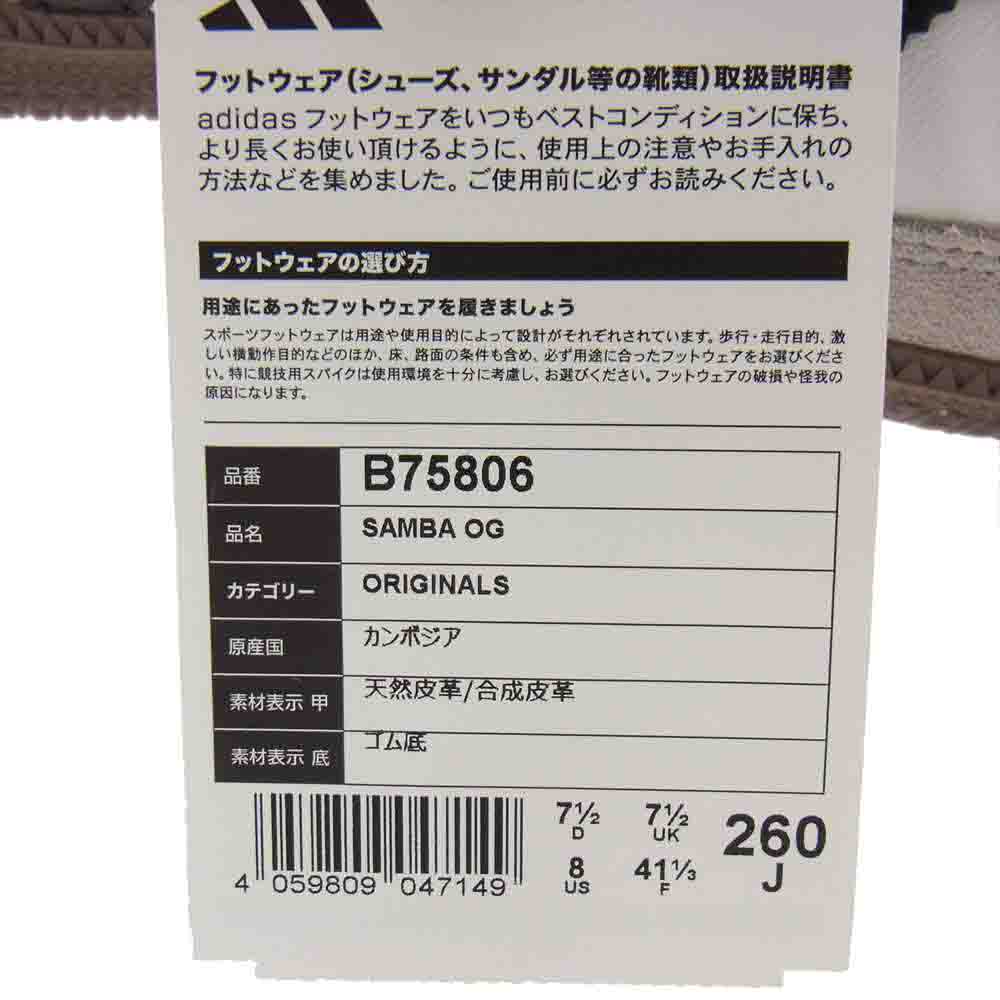 フットウェア(シューズ、サンダル等の靴類)取扱説明書
adidas フットウェアをいつもベストコンディションに保ち、
より長くお使い頂けるように、使用上の注意やお手入れの
方法などを集めました。ご使用前に必ずお読みください。
フットウェアの選び方
用途にあったフットウェアを履きましょう
スポーツフットウェアは用途や使用目的によって設計がそれぞれされています。歩行・走行目的、激
しい横動作目的などのほか、床、路面の条件も含め、必ず用途に合ったフットウェアをお選びくださ
い。特に競技用スパイクは使用環境を十分に考慮し、お選びください。フットウェアの破損や怪我の
原因になります。
品番 B75806
品名 SAMBA OG
カテゴリー ORIGINALS
原産国 カンボジア
素材表示 甲 天然皮革/合成皮革
素材表示 底 ゴム底
7½ 7½ 260
D UK
8 41⅓ J
US F
4 059809 047149